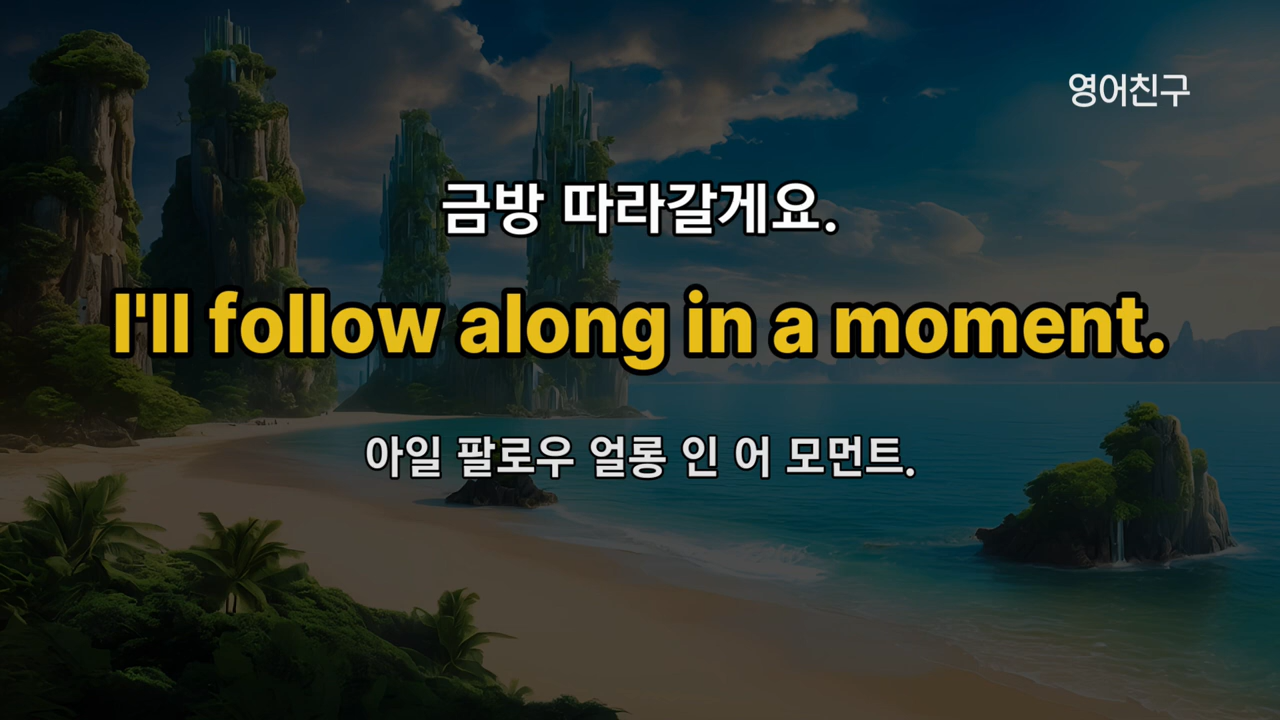 영어친구
금방 따라갈게요.
I'll follow along in a moment.
아일 팔로우 얼롱 인 어 모먼트.